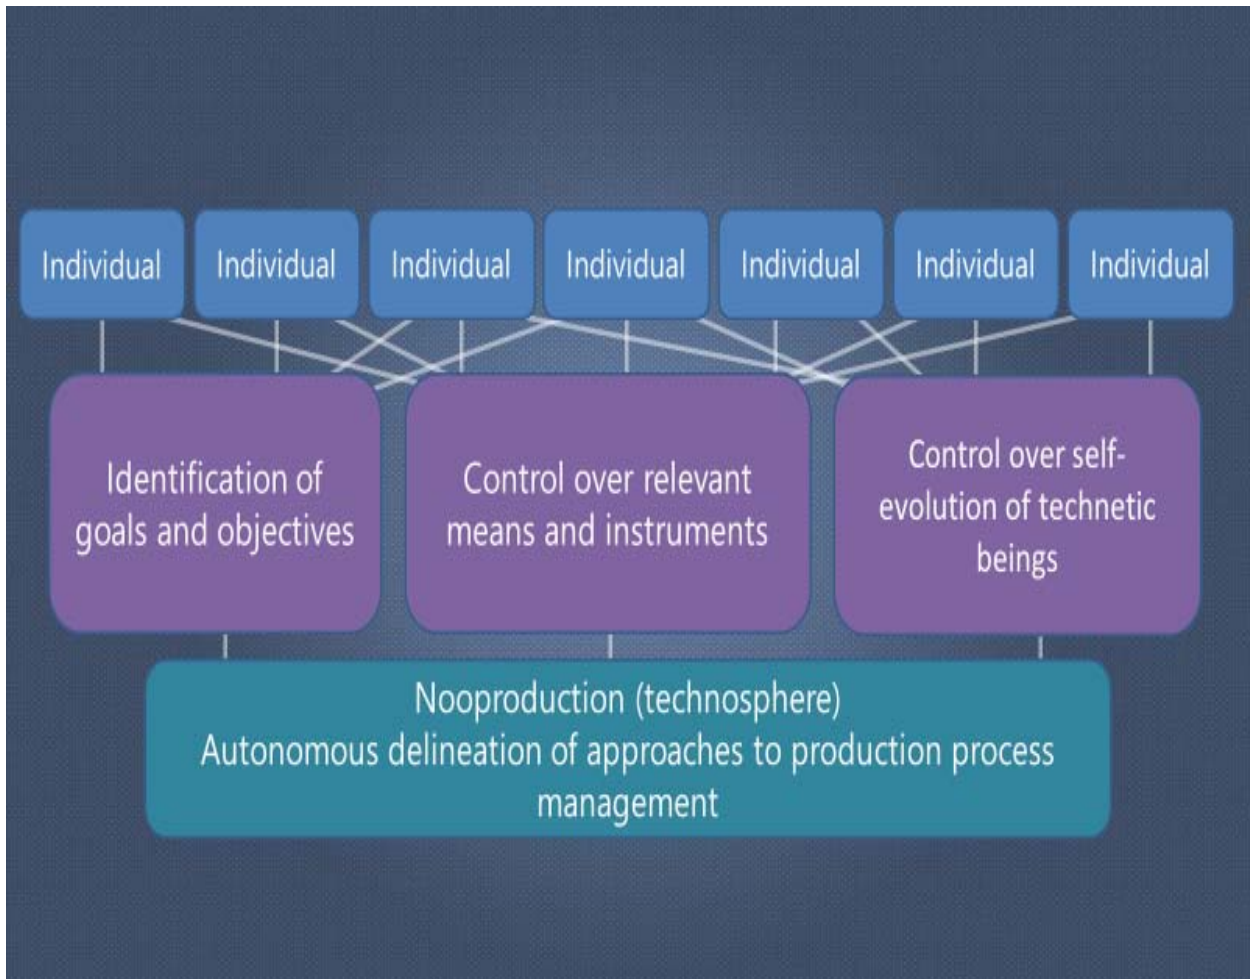 Individual
Individual
Individual
Individual
Individual
Individual
Individual
Identification of
goals and objectives
Control over relevant
means and instruments
Control over self-
evolution of technetic
beings
Nooproduction (technosphere)
Autonomous delineation of approaches to production process
management